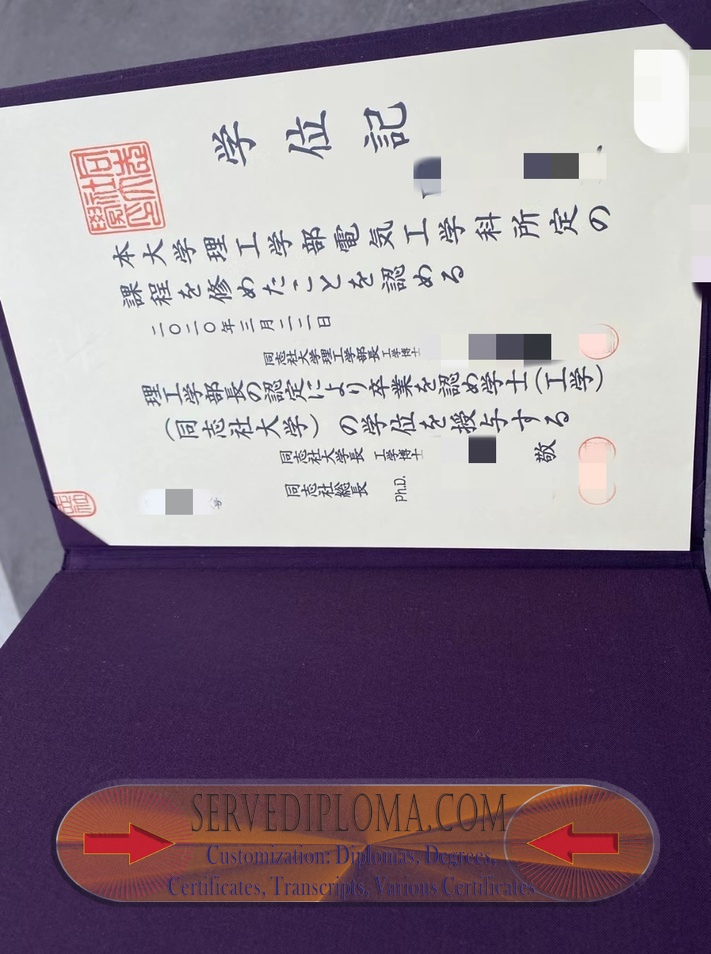 学位記
本大学理工学部電気工学科所定の
課程を修めたことを認める
二〇二〇年三月二二日
同志社大学理工学部長 工学博士
理工学部長の認定により卒業を認め学士(工学)
(同志社大学)の学位を授与する
同志社大学長 工学博士
敬
同志社総長 Ph.D.
SERVEDIPLOMA.COM
Customization: Diplomas, Degrees,
Certificates, Transcripts, Various Certificates